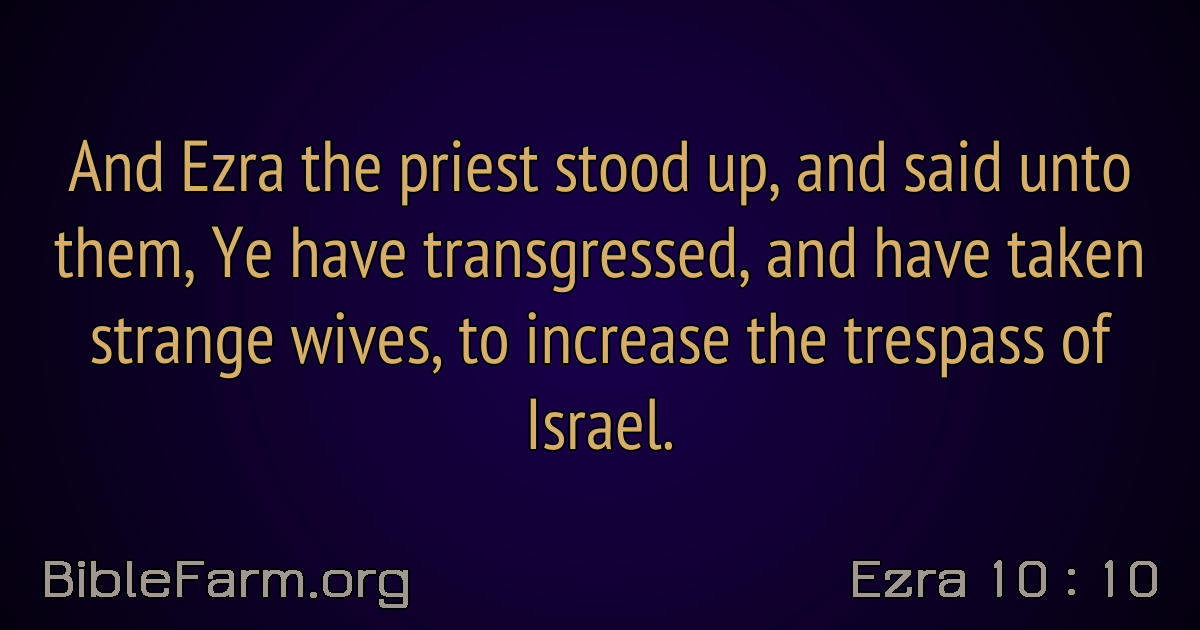 And Ezra the priest stood up, and said unto
them, Ye have transgressed, and have taken
strange wives, to increase the trespass of
Israel.
BibleFarm.org
Ezra 10 : 10